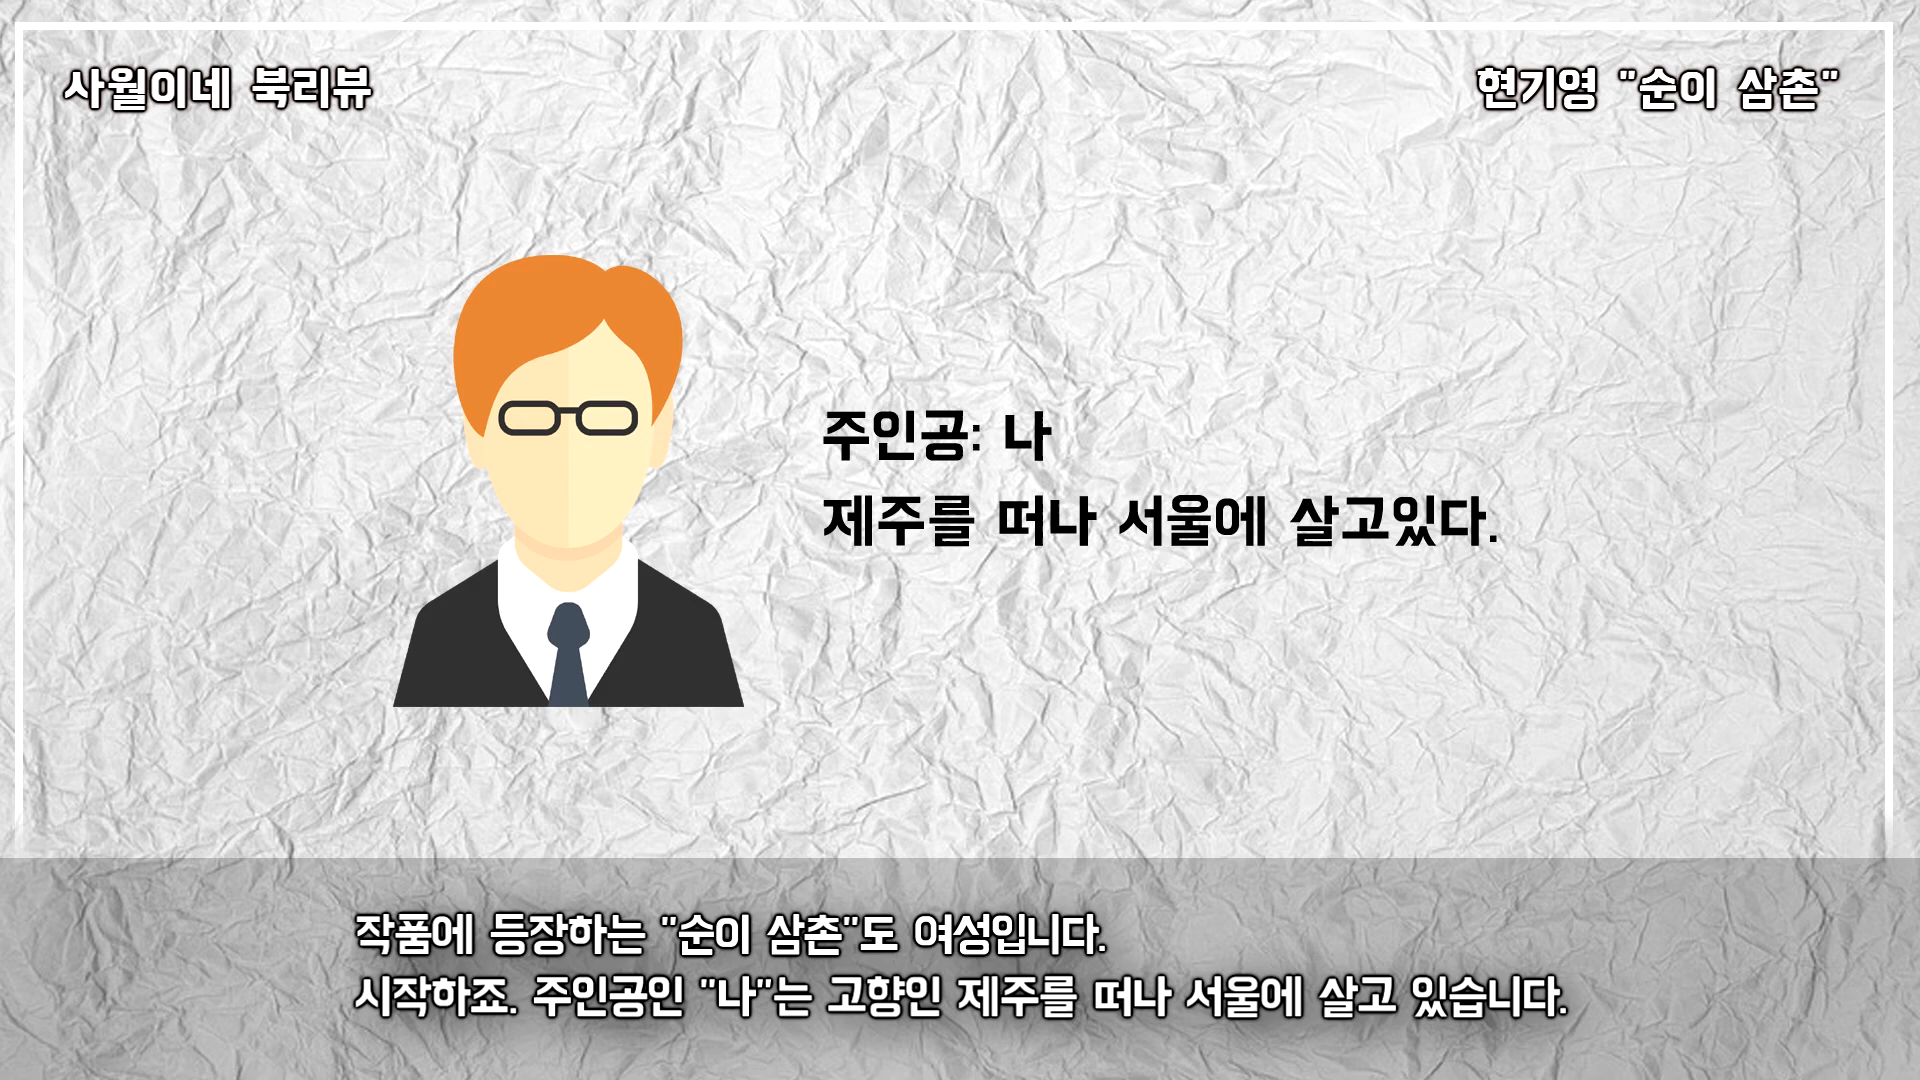 사월이네 북리뷰
현기영 "순이 삼촌"
주인공: 나
제주를 떠나 서울에 살고있다.
작품에 등장하는 "순이 삼촌"도 여성입니다.
시작하죠. 주인공인 "나"는 고향인 제주를 떠나 서울에 살고 있습니다.